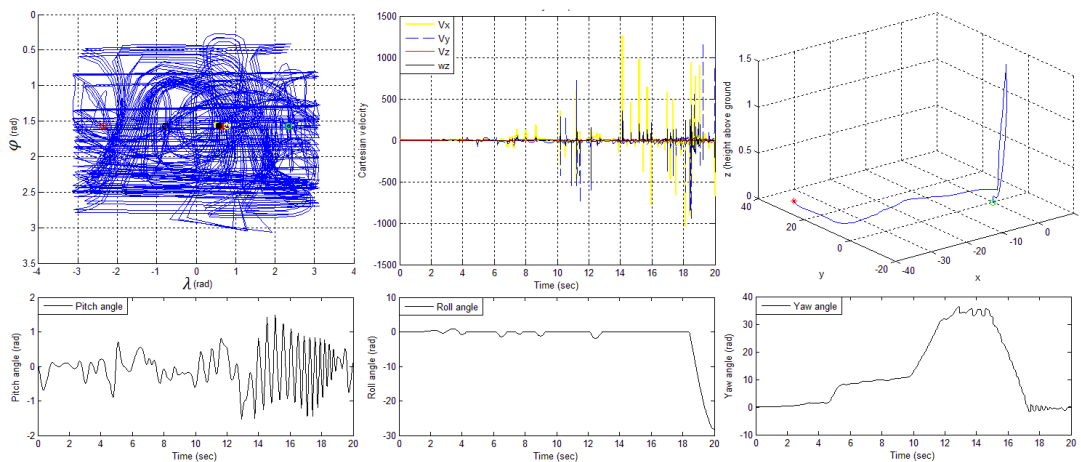 0
0.5
1
1.5
2
2.5
3
3.5
-4 -3 -2 -1 0 1 2 3 4
φ (rad)
λ (rad)
1500
1000
500
0
-500
-1000
-1500
0 2 4 6 8 10 12 14 16 18 20
Cartesian velocity
Time (sec)
Vx
Vy
Vz
wz
1.5
1
0.5
0
z (height above ground)
40
20
0
-20
y
-40
-30
-20
-10
0
x
Pitch angle
2
1
0
-1
-2
Pitch angle (rad)
0 2 4 6 8 10 12 14 16 18 20
Time (sec)
Roll angle
10
0
-10
-20
-30
Roll angle (rad)
0 2 4 6 8 10 12 14 16 18 20
Time (sec)
Yaw angle
40
30
20
10
0
-10
Yaw angle (rad)
0 2 4 6 8 10 12 14 16 18 20
Time (sec)